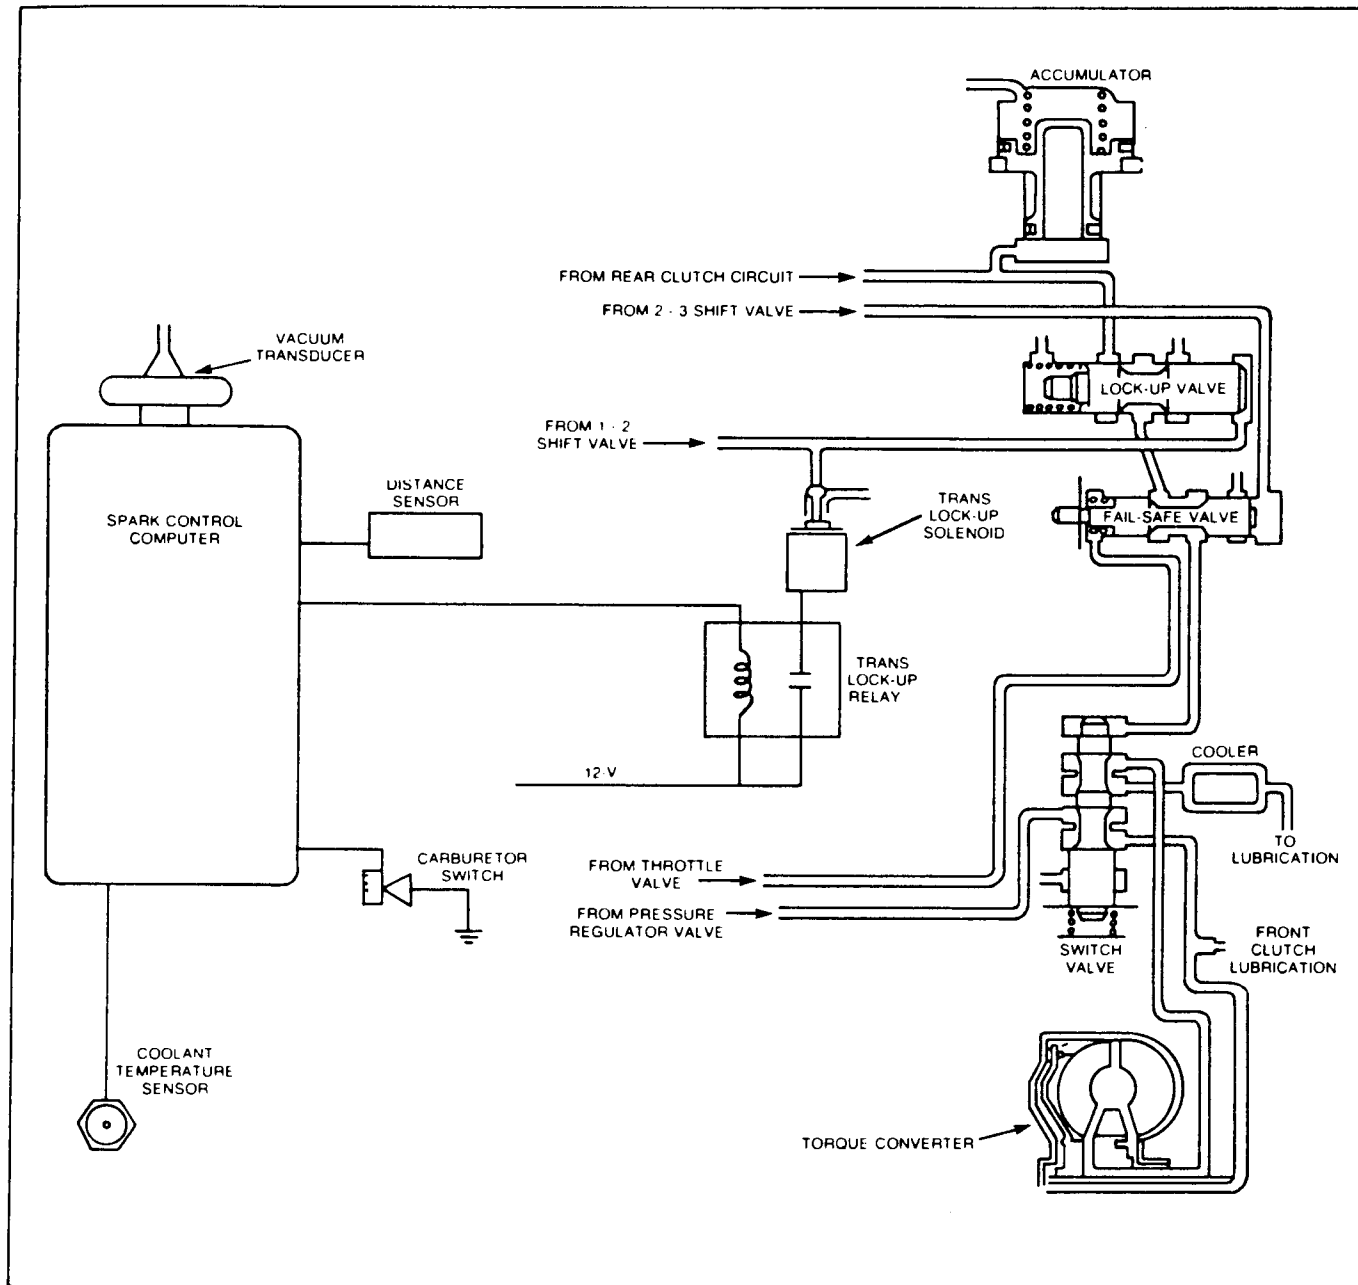 ACCUMULATOR
FROM REAR CLUTCH CIRCUIT
FROM 2 - 3 SHIFT VALVE
VACUUM
TRANSDUCER
LOCK-UP VALVE
FROM 1 - 2
SHIFT VALVE
DISTANCE
SENSOR
TRANS
LOCK-UP
SOLENOID
FAIL-SAFE VALVE
SPARK CONTROL
COMPUTER
TRANS
LOCK-UP
RELAY
COOLER
12-V
TO
LUBRICATION
CARBURETOR
SWITCH
FROM THROTTLE
VALVE
FROM PRESSURE
REGULATOR VALVE
SWITCH
VALVE
FRONT
CLUTCH
LUBRICATION
COOLANT
TEMPERATURE
SENSOR
TORQUE CONVERTER